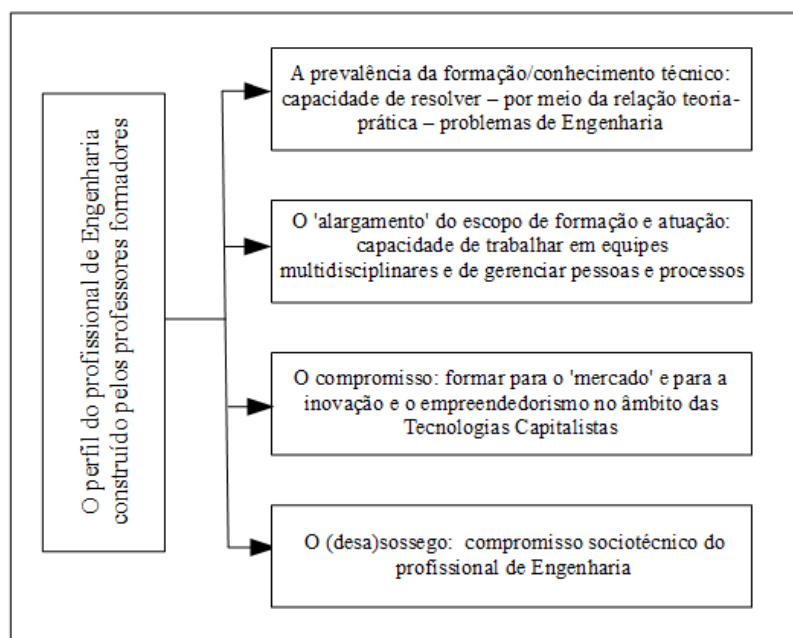 O perfil do profissional de Engenharia
construído pelos professores formadores
A prevalência da formação/conhecimento técnico:
capacidade de resolver – por meio da relação teoria-
prática – problemas de Engenharia
O 'alargamento' do escopo de formação e atuação:
capacidade de trabalhar em equipes
multidisciplinares e de gerenciar pessoas e processos
O compromisso: formar para o 'mercado' e para a
inovação e o empreendedorismo no âmbito das
Tecnologias Capitalistas
O (desa)sossego: compromisso sociotécnico do
profissional de Engenharia